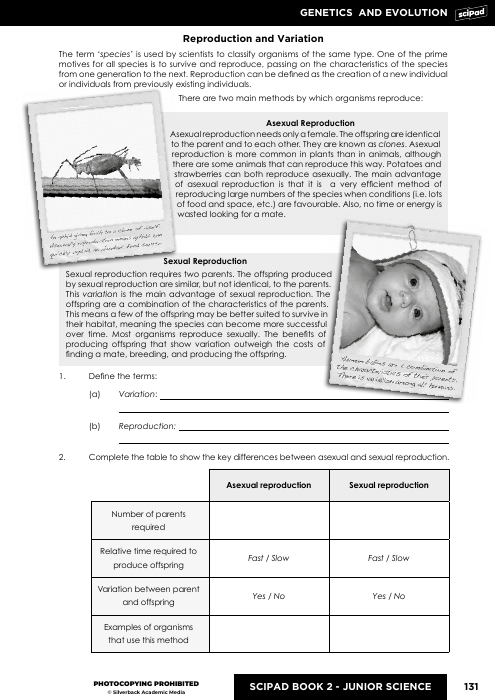 GENETICS AND EVOLUTION
scipad
Reproduction and Variation
The term ‘species’ is used by scientists to classify organisms of the same type. One of the prime
motives for all species is to survive and reproduce, passing on the characteristics of the species
from one generation to the next. Reproduction can be defined as the creation of a new individual
or individuals from previously existing individuals.
There are two main methods by which organisms reproduce:
Asexual Reproduction
Asexual reproduction needs only a female. The offspring are identical
to the parent and to each other. They are known as clones. Asexual
reproduction is more common in plants than in animals, although
there are some animals that can reproduce this way. Potatoes and
strawberries can both reproduce asexually. The main advantage
of asexual reproduction is that it is a very efficient method of
reproducing large numbers of the species when conditions (i.e. lots
of food and space, etc.) are favourable. Also, no time or energy is
wasted looking for a mate.
Sexual Reproduction
Sexual reproduction requires two parents. The offspring produced
by sexual reproduction are similar, but not identical, to the parents.
This variation is the main advantage of sexual reproduction. The
offspring are a combination of the characteristics of the parents.
This means a few of the offspring may be better suited to survive in
their habitat, meaning the species can become more successful
over time. Most organisms reproduce sexually. The benefits of
producing offspring that show variation outweigh the costs of
finding a mate, breeding, and producing the offspring.
Human babies are a combination of
the characteristics of their parents.
There is variation among all humans.
1. Define the terms:
(a) Variation:
(b) Reproduction:
2. Complete the table to show the key differences between asexual and sexual reproduction.
Asexual reproduction Sexual reproduction
Number of parents
required
Relative time required to
produce offspring
Fast / Slow Fast / Slow
Variation between parent
and offspring
Yes / No Yes / No
Examples of organisms
that use this method
PHOTOCOPYING PROHIBITED
© Silverback Academic Media
SCIPAD BOOK 2 - JUNIOR SCIENCE
131